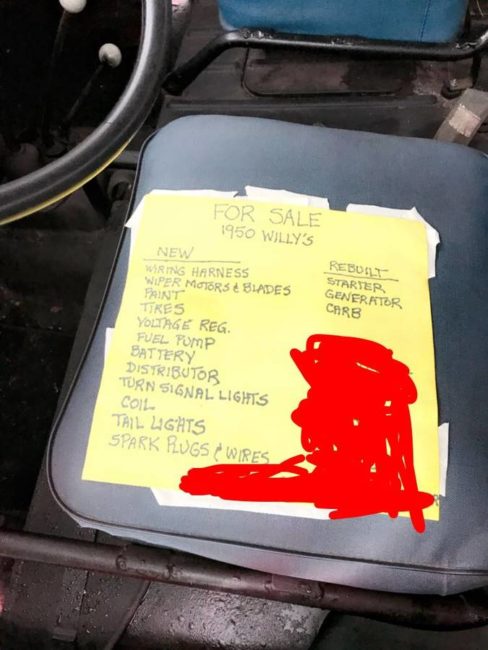 FOR SALE
1950 WILLY'S
NEW
WIRING HARNESS
WIPER MOTORS & BLADES
PAINT
TIRES
VOLTAGE REG.
FUEL PUMP
BATTERY
DISTRIBUTOR
TURN SIGNAL LIGHTS
COIL
TAIL LIGHTS
SPARK PLUGS & WIRES
REBUILT
STARTER
GENERATOR
CARB